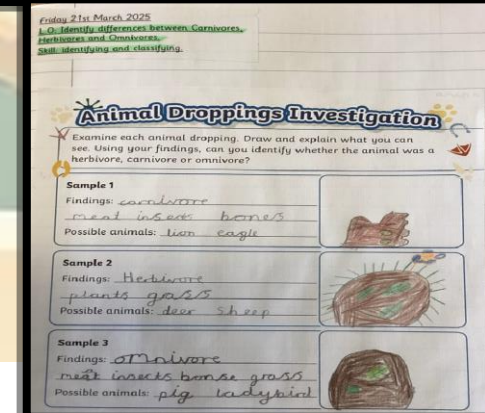 Friday 21st March 2025
L.O: Identify differences between Carnivores,
Herbivores and Omnivores.
Skill: identifying and classifying.
Animal Droppings Investigation
Examine each animal dropping. Draw and explain what you can
see. Using your findings, can you identify whether the animal was a
herbivore, carnivore or omnivore?
Sample 1
Findings: carnivore
meat insects bones
Possible animals: lion eagle
Sample 2
Findings: Herbivore
plants grass
Possible animals: deer sheep
Sample 3
Findings: omnivore
meat insects bonse grass
Possible animals: pig ladybird